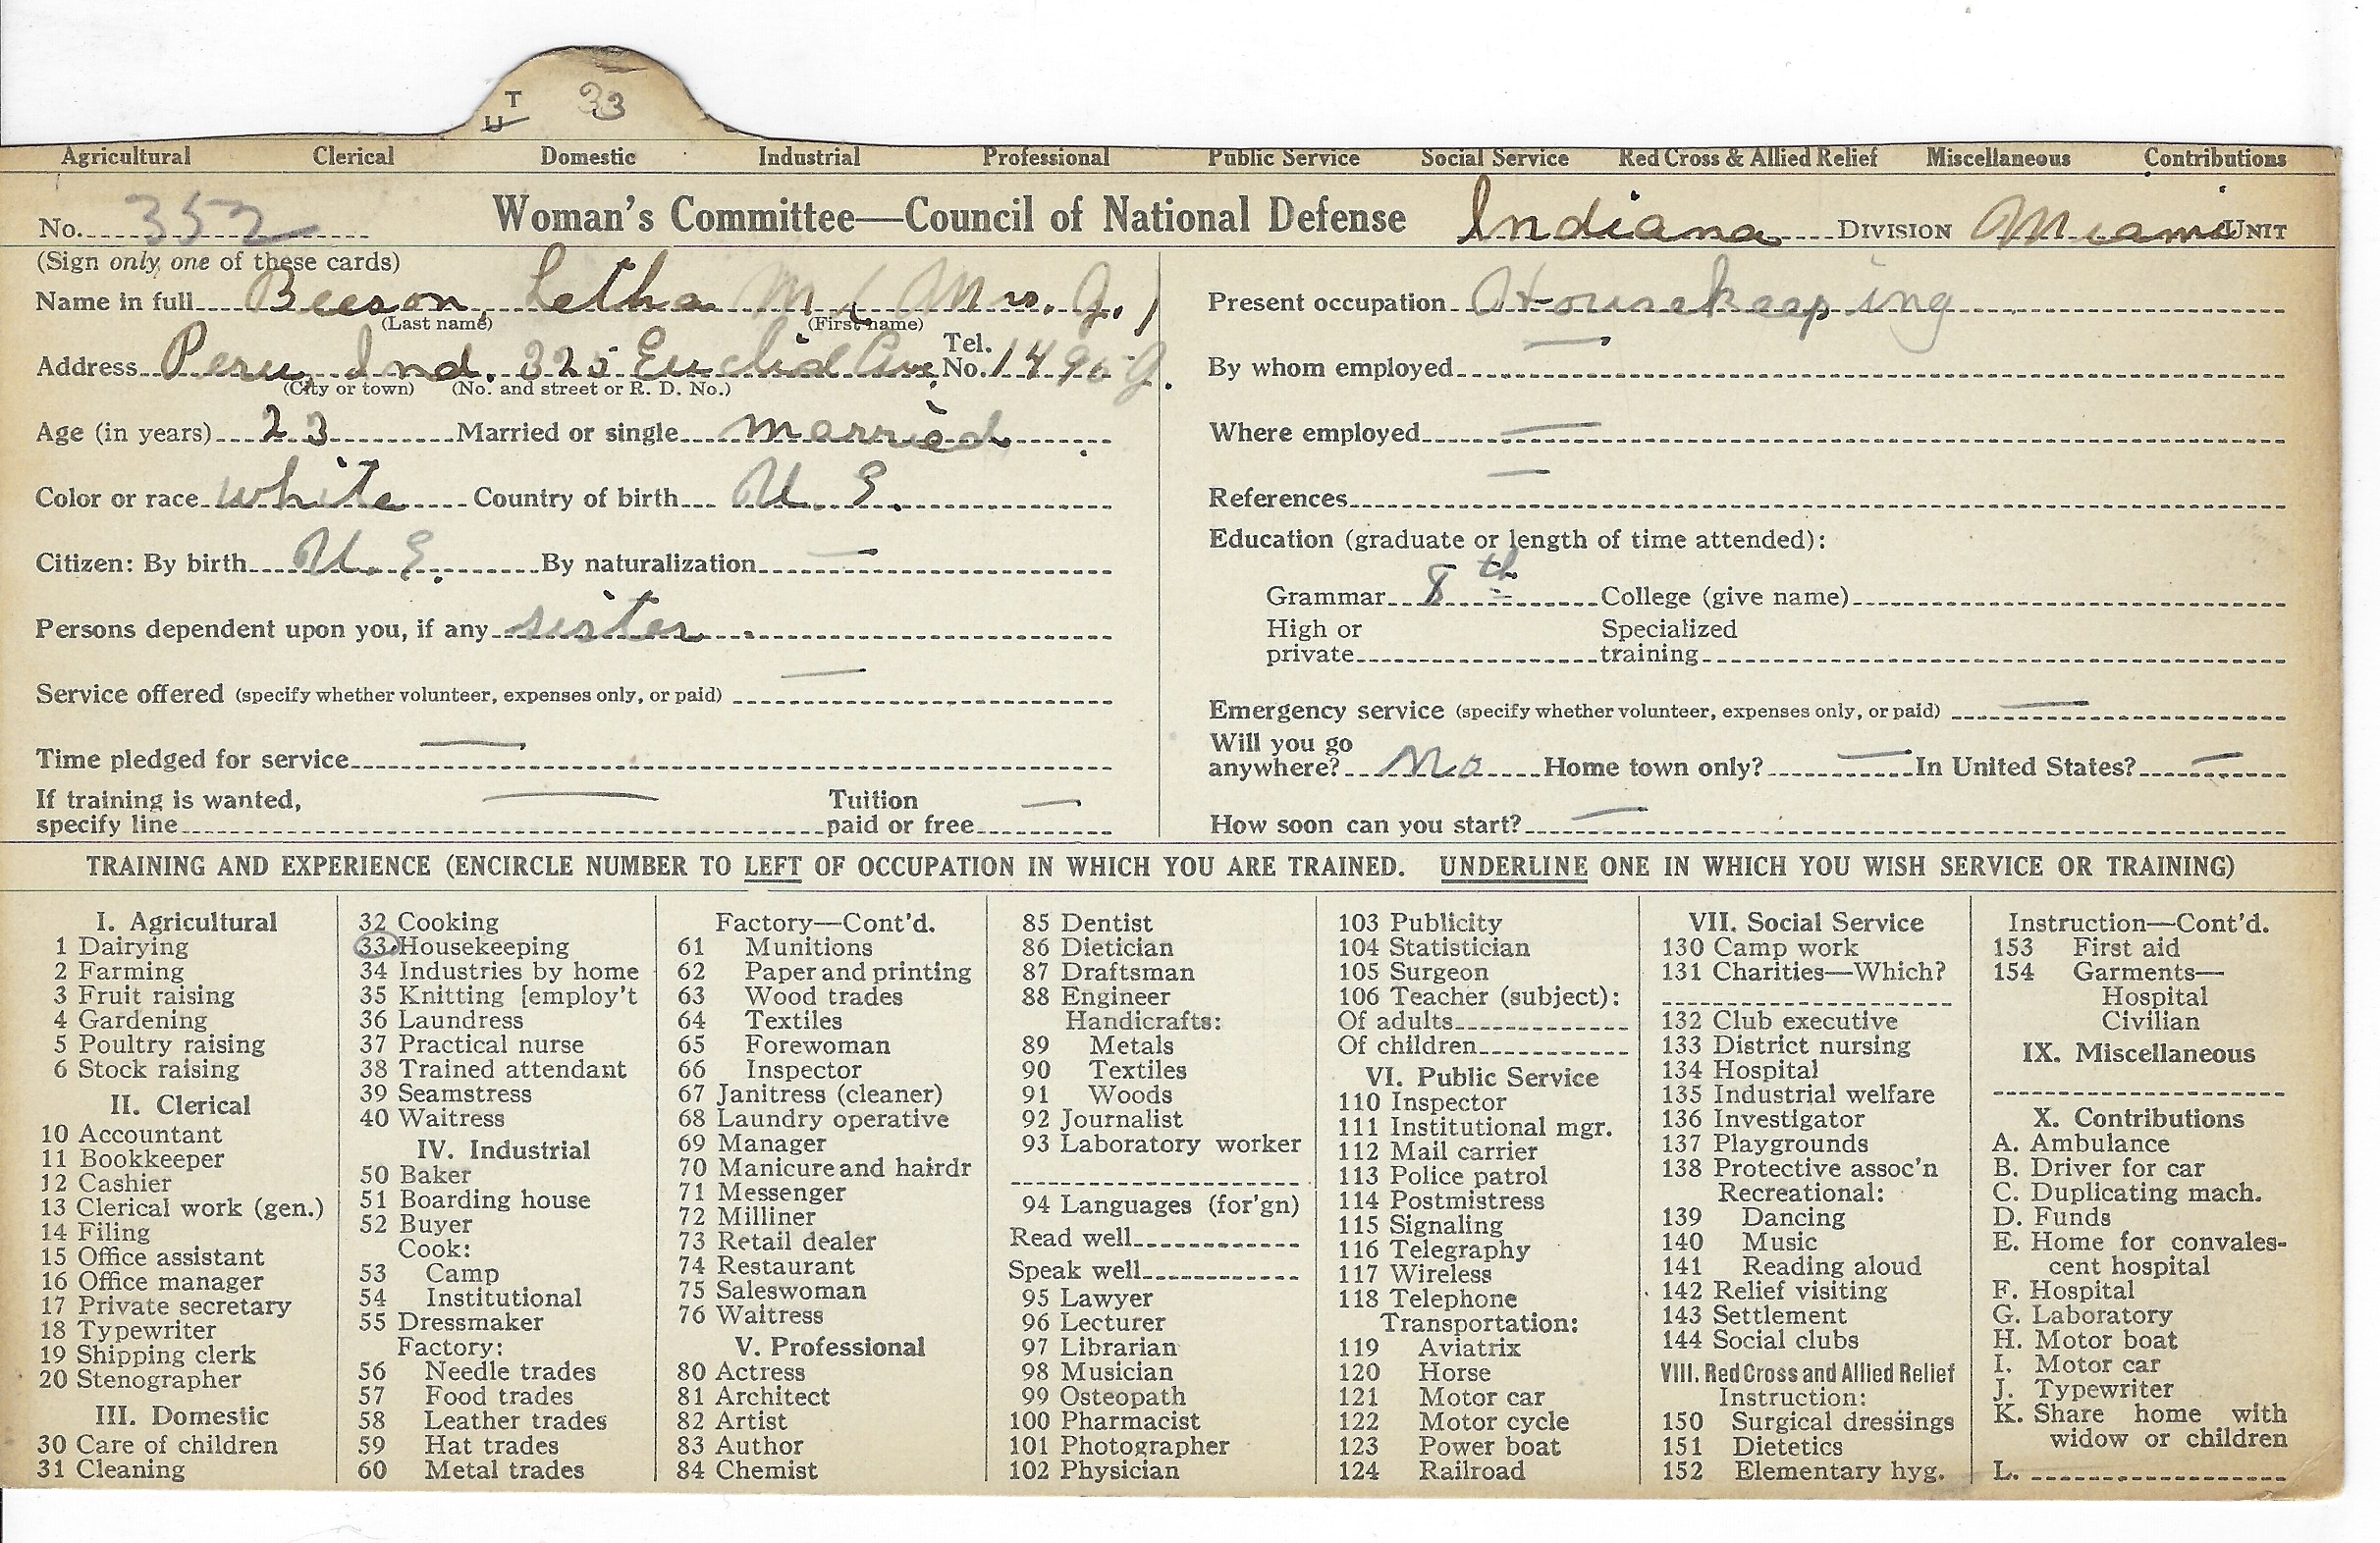 T 33
U
Agricultural Clerical Domestic Industrial Professional Public Service Social Service Red Cross & Allied Relief Miscellaneous Contributions
No. 352 Woman's Committee—Council of National Defense Indiana DIVISION Miami UNIT
(Sign only one of these cards)
Name in full Beeson, Letha M (Mrs. J.)
(Last name) (First name)
Address Peru, Ind. 325 Euclid Ave. Tel. No. 1490 J.
(City or town) (No. and street or R. D. No.)
Age (in years) 23 Married or single married
Color or race white Country of birth U. S.
Citizen: By birth U. S. By naturalization —
Persons dependent upon you, if any sister
Service offered (specify whether volunteer, expenses only, or paid) —
Time pledged for service —
If training is wanted, specify line — Tuition paid or free —
Present occupation Housekeeping
By whom employed —
Where employed —
References —
Education (graduate or length of time attended):
Grammar 8th College (give name)
High or private Specialized training
Emergency service (specify whether volunteer, expenses only, or paid) —
Will you go anywhere? No Home town only? — In United States? —
How soon can you start? —
TRAINING AND EXPERIENCE (ENCIRCLE NUMBER TO LEFT OF OCCUPATION IN WHICH YOU ARE TRAINED. UNDERLINE ONE IN WHICH YOU WISH SERVICE OR TRAINING)
I. Agricultural
1 Dairying
2 Farming
3 Fruit raising
4 Gardening
5 Poultry raising
6 Stock raising
II. Clerical
10 Accountant
11 Bookkeeper
12 Cashier
13 Clerical work (gen.)
14 Filing
15 Office assistant
16 Office manager
17 Private secretary
18 Typewriter
19 Shipping clerk
20 Stenographer
III. Domestic
30 Care of children
31 Cleaning
32 Cooking
33 Housekeeping
34 Industries by home
35 Knitting [employ't
36 Laundress
37 Practical nurse
38 Trained attendant
39 Seamstress
40 Waitress
IV. Industrial
50 Baker
51 Boarding house
52 Buyer
Cook:
53 Camp
54 Institutional
55 Dressmaker
Factory:
56 Needle trades
57 Food trades
58 Leather trades
59 Hat trades
60 Metal trades
Factory—Cont'd.
61 Munitions
62 Paper and printing
63 Wood trades
64 Textiles
65 Forewoman
66 Inspector
67 Janitress (cleaner)
68 Laundry operative
69 Manager
70 Manicure and hairdr
71 Messenger
72 Milliner
73 Retail dealer
74 Restaurant
75 Saleswoman
76 Waitress
V. Professional
80 Actress
81 Architect
82 Artist
83 Author
84 Chemist
85 Dentist
86 Dietician
87 Draftsman
88 Engineer
Handicrafts:
89 Metals
90 Textiles
91 Woods
92 Journalist
93 Laboratory worker
94 Languages (for'gn)
Read well
Speak well
95 Lawyer
96 Lecturer
97 Librarian
98 Musician
99 Osteopath
100 Pharmacist
101 Photographer
102 Physician
103 Publicity
104 Statistician
105 Surgeon
106 Teacher (subject):
Of adults
Of children
VI. Public Service
110 Inspector
111 Institutional mgr.
112 Mail carrier
113 Police patrol
114 Postmistress
115 Signaling
116 Telegraphy
117 Wireless
118 Telephone
Transportation:
119 Aviatrix
120 Horse
121 Motor car
122 Motor cycle
123 Power boat
124 Railroad
VII. Social Service
130 Camp work
131 Charities—Which?
132 Club executive
133 District nursing
134 Hospital
135 Industrial welfare
136 Investigator
137 Playgrounds
138 Protective assoc'n
Recreational:
139 Dancing
140 Music
141 Reading aloud
142 Relief visiting
143 Settlement
144 Social clubs
VIII. Red Cross and Allied Relief
Instruction:
150 Surgical dressings
151 Dietetics
152 Elementary hyg.
Instruction—Cont'd.
153 First aid
154 Garments—
Hospital
Civilian
IX. Miscellaneous
X. Contributions
A. Ambulance
B. Driver for car
C. Duplicating mach.
D. Funds
E. Home for convales-
cent hospital
F. Hospital
G. Laboratory
H. Motor boat
I. Motor car
J. Typewriter
K. Share home with
widow or children
L.